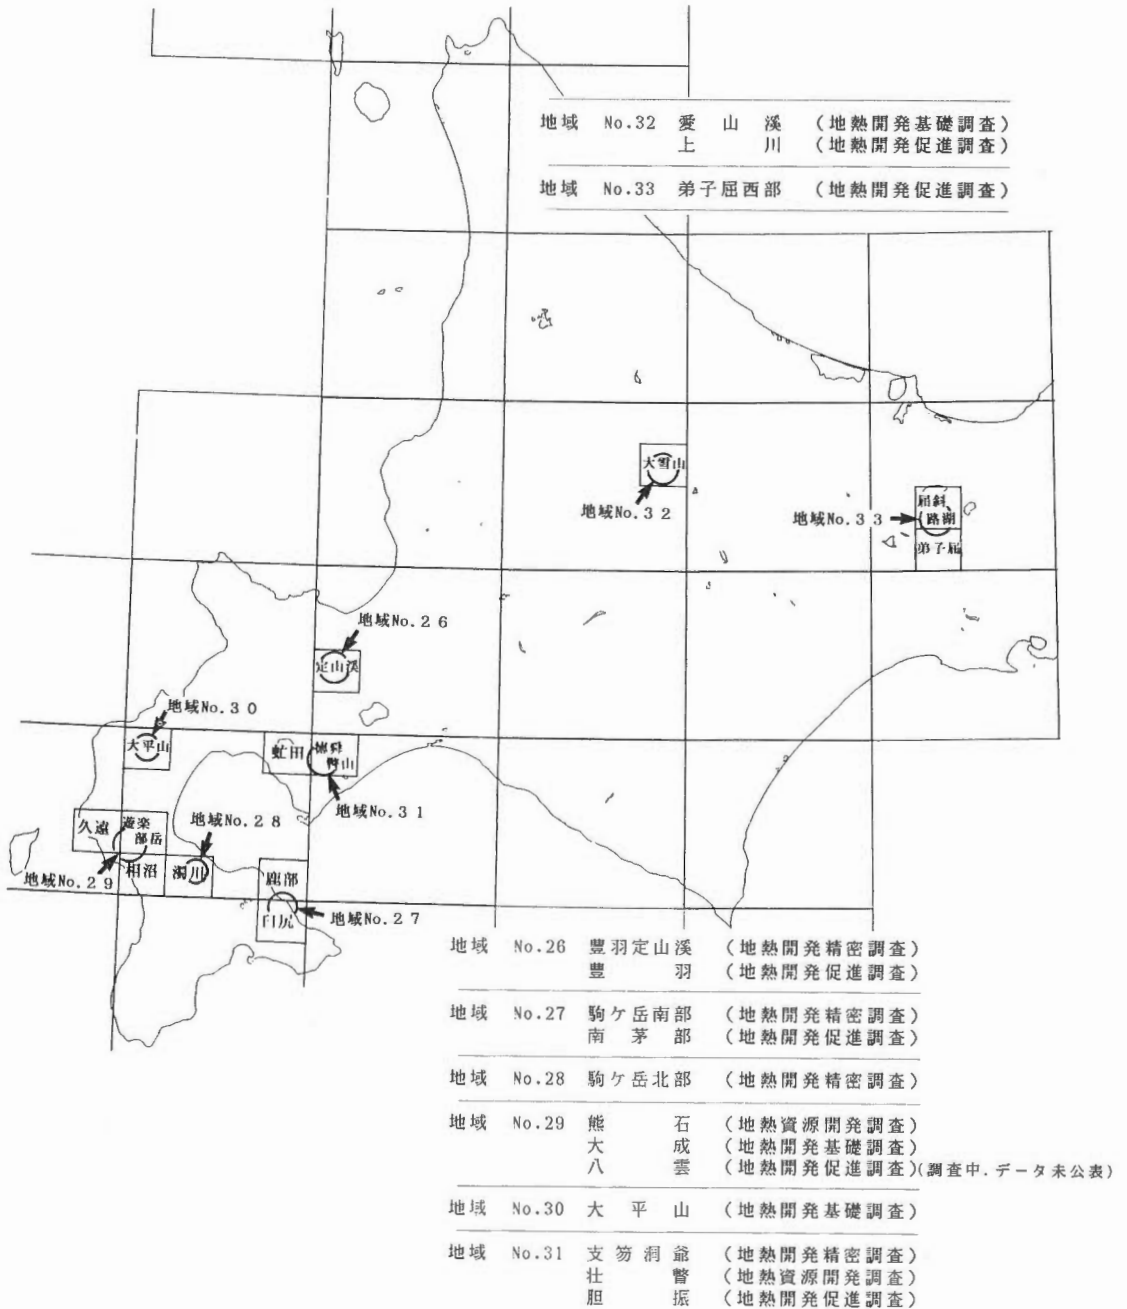 地域 No.32 愛山渓 (地熱開発基礎調査)
上川 (地熱開発促進調査)
地域 No.33 弟子屈西部 (地熱開発促進調査)
大雪山
地域No.32
屈斜
路湖
地域No.33
弟子屈
地域No.26
定山渓
地域No.30
大平山
虻田
徳舜
瞥山
地域No.31
久遠
遊楽
部岳
地域No.28
相沼
濁川
地域No.29
鹿部
臼尻
地域No.27
地域 No.26 豊羽定山渓 (地熱開発精密調査)
豊羽 (地熱開発促進調査)
地域 No.27 駒ケ岳南部 (地熱開発精密調査)
南茅部 (地熱開発促進調査)
地域 No.28 駒ケ岳北部 (地熱開発精密調査)
地域 No.29 熊石 (地熱資源開発調査)
大成 (地熱開発基礎調査)
八雲 (地熱開発促進調査)(調査中.データ未公表)
地域 No.30 大平山 (地熱開発基礎調査)
地域 No.31 支笏洞爺 (地熱開発精密調査)
壮瞥 (地熱資源開発調査)
胆振 (地熱開発促進調査)